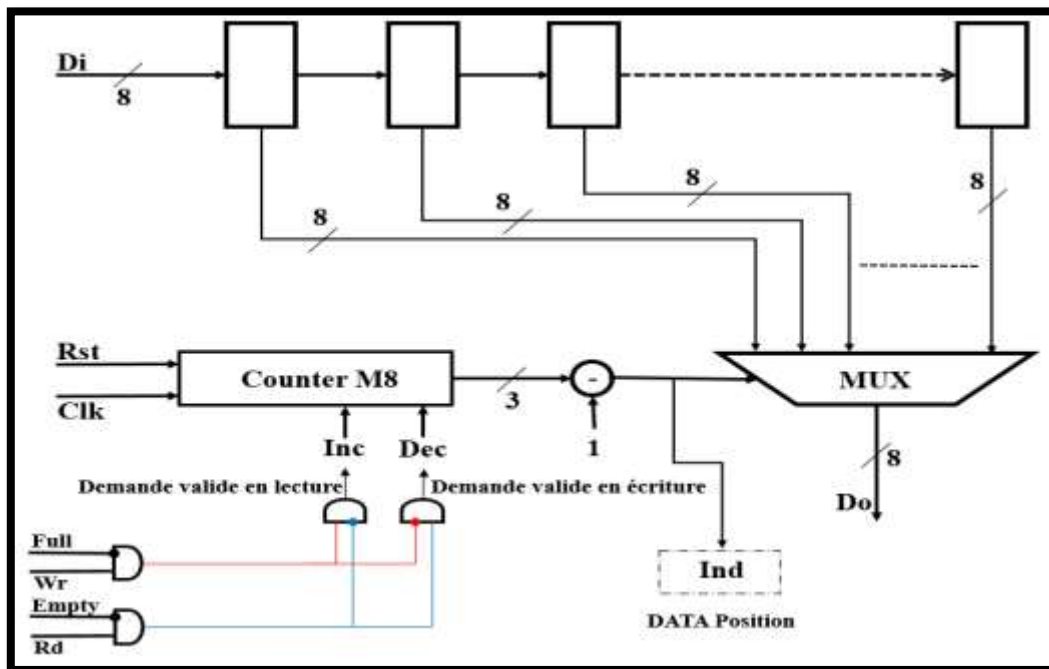 Di
8
8
8
8
8
Rst
Clk
Counter M8
3
-
1
MUX
8
Do
Inc
Dec
Demande valide en lecture
Demande valide en écriture
Full
Wr
Empty
Rd
Ind
DATA Position